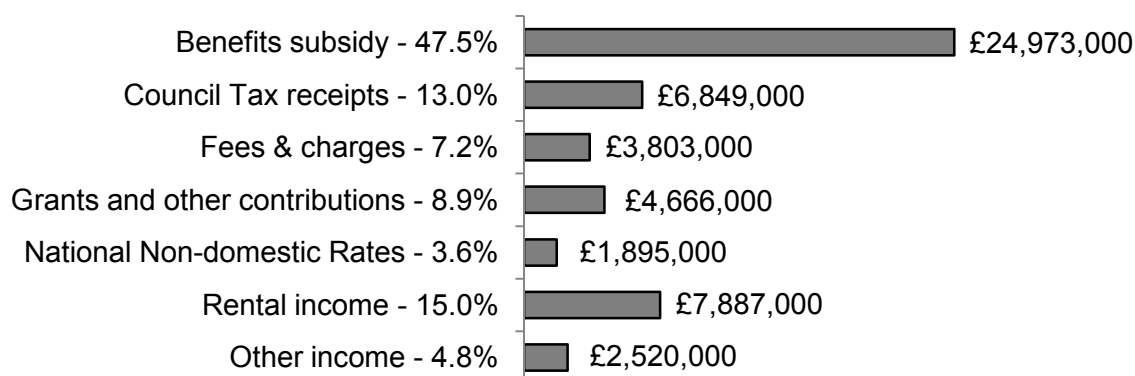 Benefits subsidy - 47.5% £24,973,000
Council Tax receipts - 13.0% £6,849,000
Fees & charges - 7.2% £3,803,000
Grants and other contributions - 8.9% £4,666,000
National Non-domestic Rates - 3.6% £1,895,000
Rental income - 15.0% £7,887,000
Other income - 4.8% £2,520,000